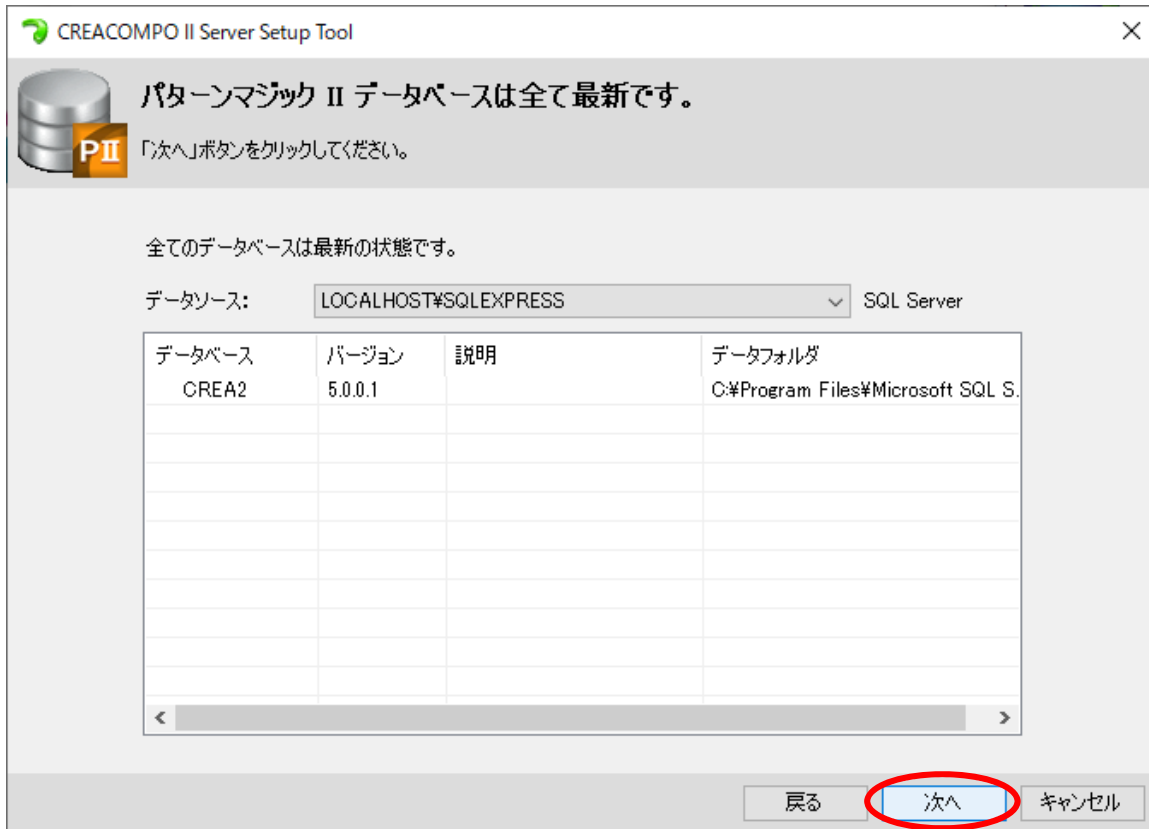 CREACOMPO II Server Setup Tool
パターンマジック II データベースは全て最新です。
PII
「次へ」ボタンをクリックしてください。
全てのデータベースは最新の状態です。
データソース: LOCALHOST¥SQLEXPRESS SQL Server
データベース バージョン 説明 データフォルダ
CREA2 5.0.0.1 C:¥Program Files¥Microsoft SQL S.
戻る 次へ キャンセル